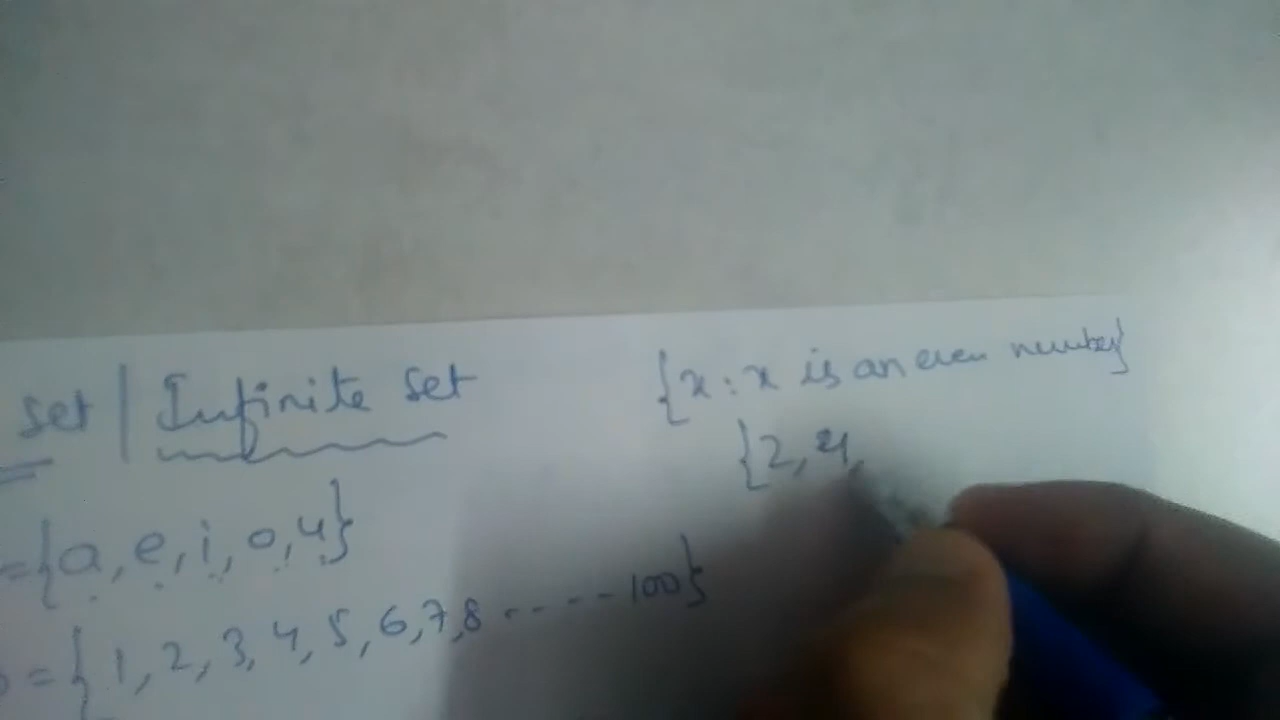 set | Infinite set
{x : x is an even number}
{2, 4,
= {a, e, i, o, u}
= { 1, 2, 3, 4, 5, 6, 7, 8 - - - - 100}